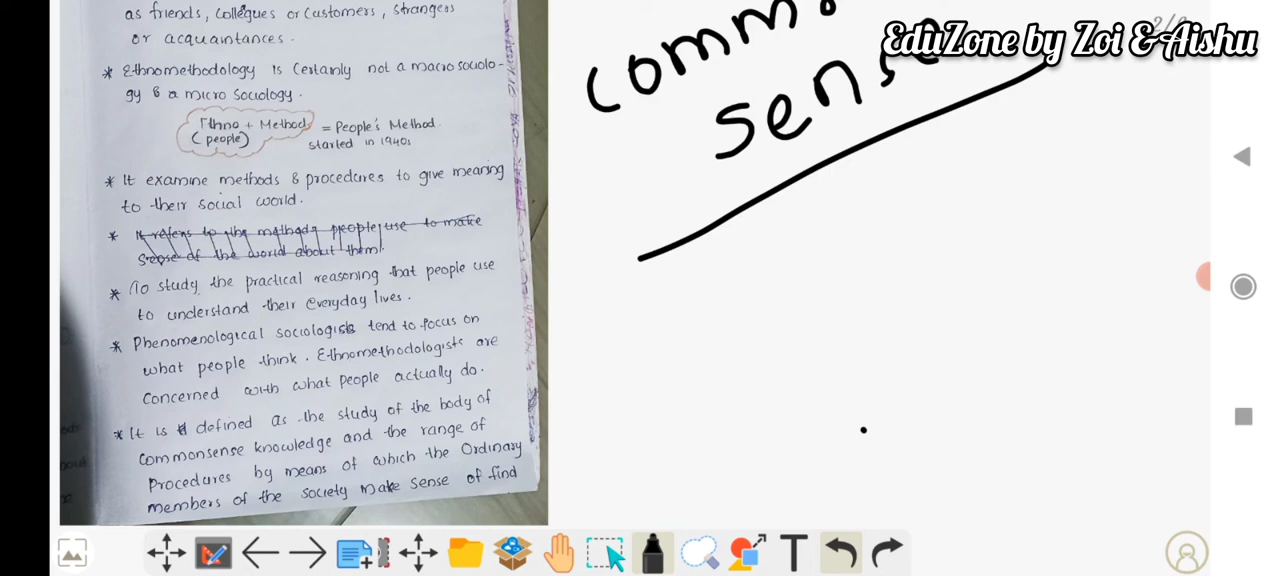 as friends, collegues or customers, strangers
or acquaintances.
* Ethnomethodology is certainly not a macro sociolo-
gy & a micro sociology.
Ethno + Method = People's Method
(people) started in 1940s
* It examine methods & procedures to give meaning
to their social world.
* It refers to the methods people use to make
sense of the world about them
* To study the practical reasoning that people use
to understand their everyday lives.
* Phenomenological sociologists tend to focus on
what people think. Ethnomethodologists are
concerned with what people actually do.
* It is defined as the study of the body of
commonsense knowledge and the range of
Procedures by means of which the Ordinary
members of the society make sense of find
comm
sense
EduZone by Zoi & Aishu
T